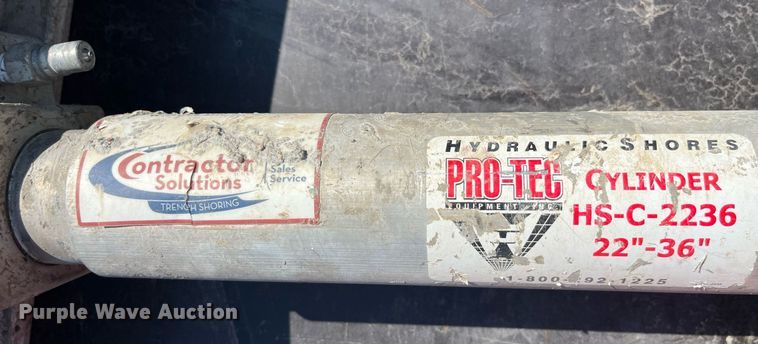 Contractor
Solutions
Sales
Service
TRENCH SHORING
HYDRAULIC SHORES
PRO-TEC
EQUIPMENT, INC.
CYLINDER
HS-C-2236
22"-36"
Purple Wave Auction